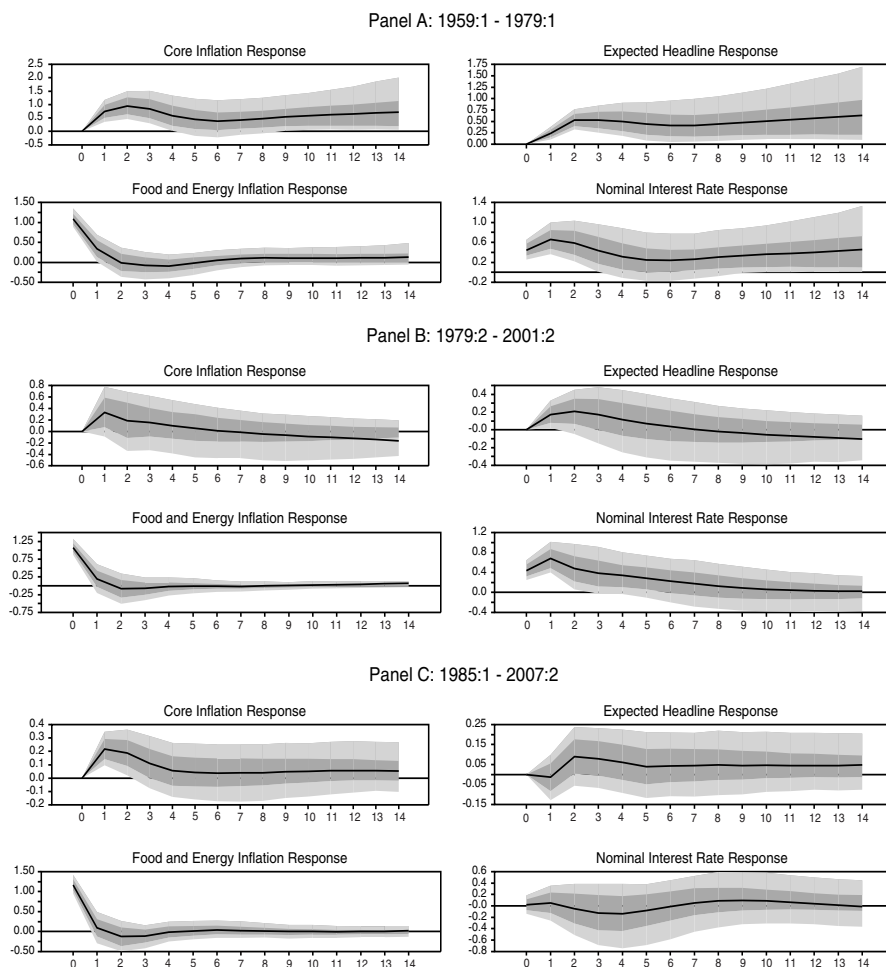 Panel A: 1959:1 - 1979:1
Core Inflation Response
2.5
2.0
1.5
1.0
0.5
0.0
-0.5
0 1 2 3 4 5 6 7 8 9 10 11 12 13 14
Expected Headline Response
1.75
1.50
1.25
1.00
0.75
0.50
0.25
0.00
0 1 2 3 4 5 6 7 8 9 10 11 12 13 14
Food and Energy Inflation Response
1.50
1.00
0.50
0.00
-0.50
0 1 2 3 4 5 6 7 8 9 10 11 12 13 14
Nominal Interest Rate Response
1.4
1.0
0.6
0.2
-0.2
0 1 2 3 4 5 6 7 8 9 10 11 12 13 14
Panel B: 1979:2 - 2001:2
Core Inflation Response
0.8
0.6
0.4
0.2
0.0
-0.2
-0.4
-0.6
0 1 2 3 4 5 6 7 8 9 10 11 12 13 14
Expected Headline Response
0.4
0.2
-0.0
-0.2
-0.4
0 1 2 3 4 5 6 7 8 9 10 11 12 13 14
Food and Energy Inflation Response
1.25
0.75
0.25
-0.25
-0.75
0 1 2 3 4 5 6 7 8 9 10 11 12 13 14
Nominal Interest Rate Response
1.2
0.8
0.4
0.0
-0.4
0 1 2 3 4 5 6 7 8 9 10 11 12 13 14
Panel C: 1985:1 - 2007:2
Core Inflation Response
0.4
0.3
0.2
0.1
0.0
-0.1
-0.2
0 1 2 3 4 5 6 7 8 9 10 11 12 13 14
Expected Headline Response
0.25
0.15
0.05
-0.05
-0.15
0 1 2 3 4 5 6 7 8 9 10 11 12 13 14
Food and Energy Inflation Response
1.50
1.00
0.50
0.00
-0.50
0 1 2 3 4 5 6 7 8 9 10 11 12 13 14
Nominal Interest Rate Response
0.6
0.4
0.2
-0.0
-0.2
-0.4
-0.6
-0.8
0 1 2 3 4 5 6 7 8 9 10 11 12 13 14